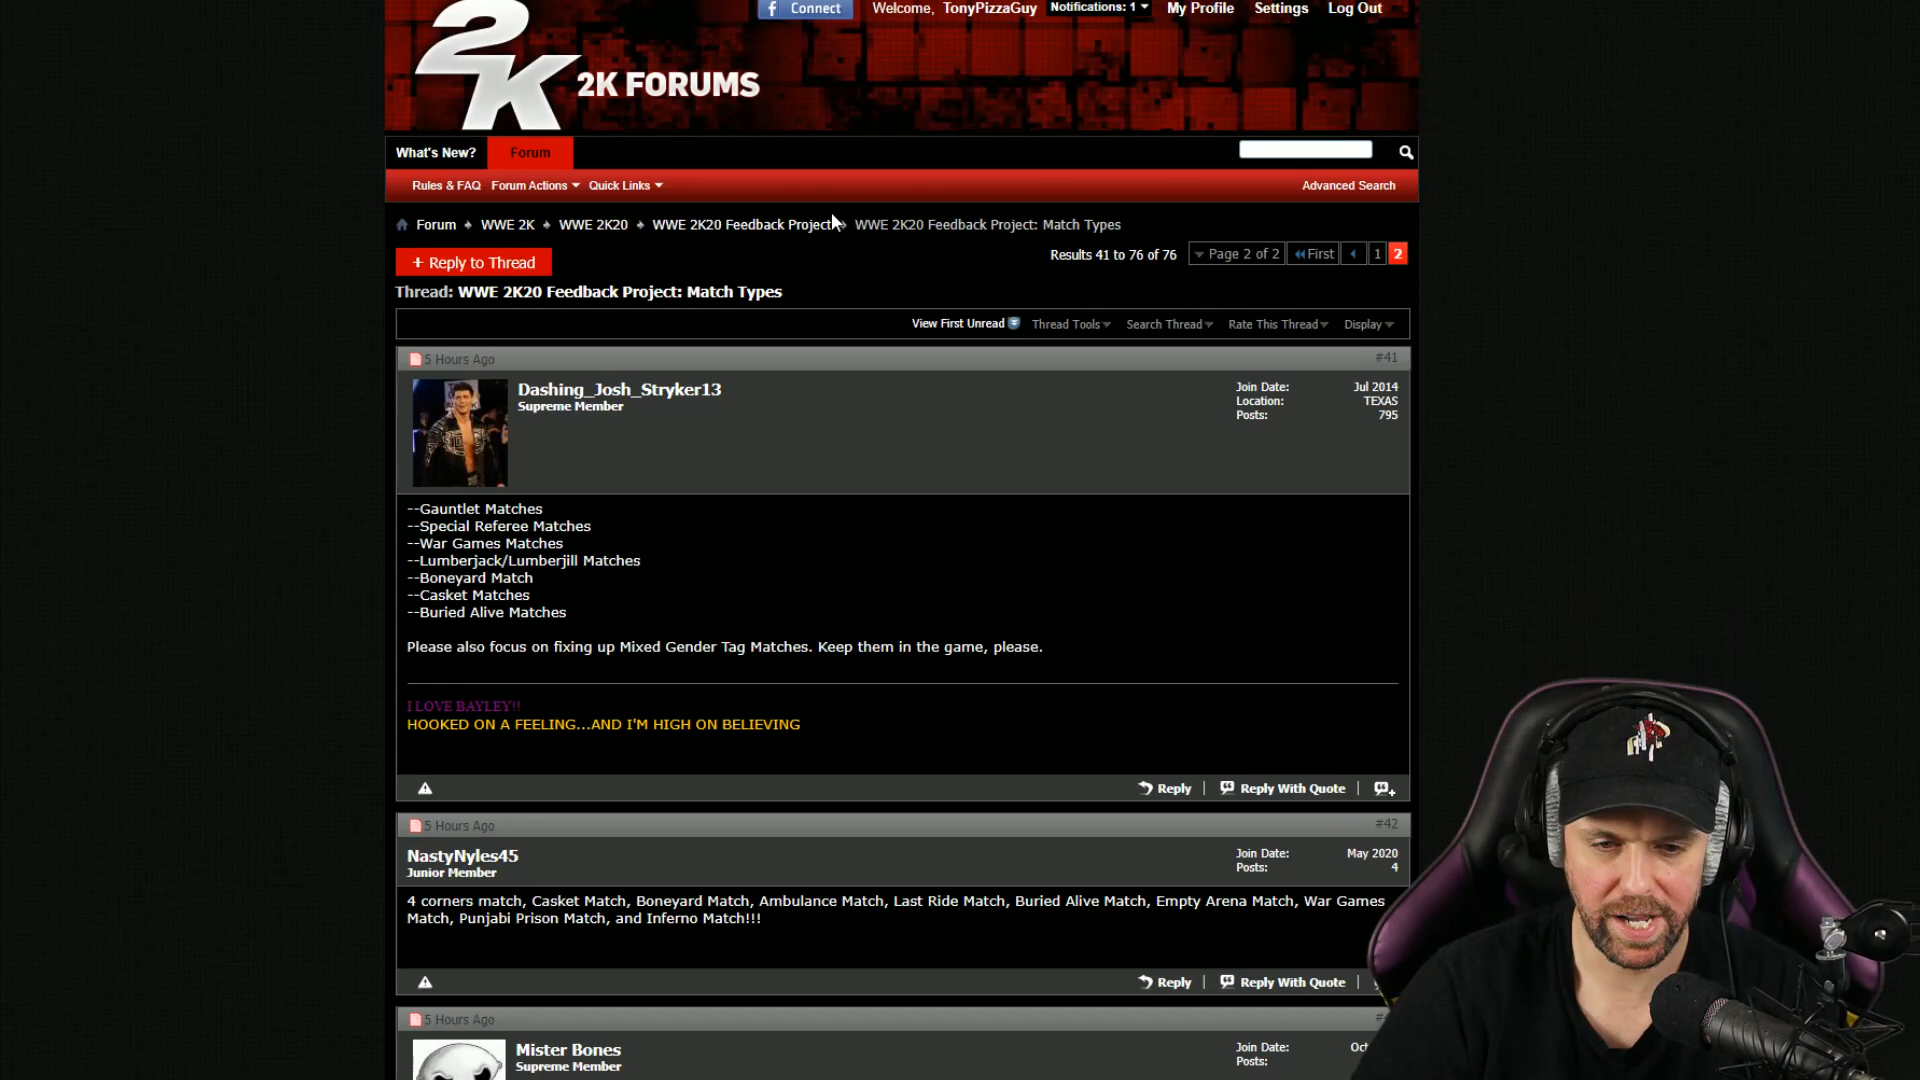 Connect Welcome, TonyPizzaGuy Notifications: 1 My Profile Settings Log Out
2K 2K FORUMS
What's New? Forum
Rules & FAQ Forum Actions Quick Links Advanced Search
Forum WWE 2K WWE 2K20 WWE 2K20 Feedback Project WWE 2K20 Feedback Project: Match Types
+ Reply to Thread Results 41 to 76 of 76 Page 2 of 2 First 1 2
Thread: WWE 2K20 Feedback Project: Match Types
View First Unread Thread Tools Search Thread Rate This Thread Display
5 Hours Ago #41
Dashing_Josh_Stryker13 Join Date: Jul 2014
Supreme Member Location: TEXAS
Posts: 795
--Gauntlet Matches
--Special Referee Matches
--War Games Matches
--Lumberjack/Lumberjill Matches
--Boneyard Match
--Casket Matches
--Buried Alive Matches
Please also focus on fixing up Mixed Gender Tag Matches. Keep them in the game, please.
I LOVE BAYLEY!!
HOOKED ON A FEELING...AND I'M HIGH ON BELIEVING
Reply | Reply With Quote |
5 Hours Ago #42
NastyNyles45 Join Date: May 2020
Junior Member Posts: 4
4 corners match, Casket Match, Boneyard Match, Ambulance Match, Last Ride Match, Buried Alive Match, Empty Arena Match, War Games
Match, Punjabi Prison Match, and Inferno Match!!!
Reply | Reply With Quote |
5 Hours Ago
Mister Bones Join Date:
Supreme Member Posts: